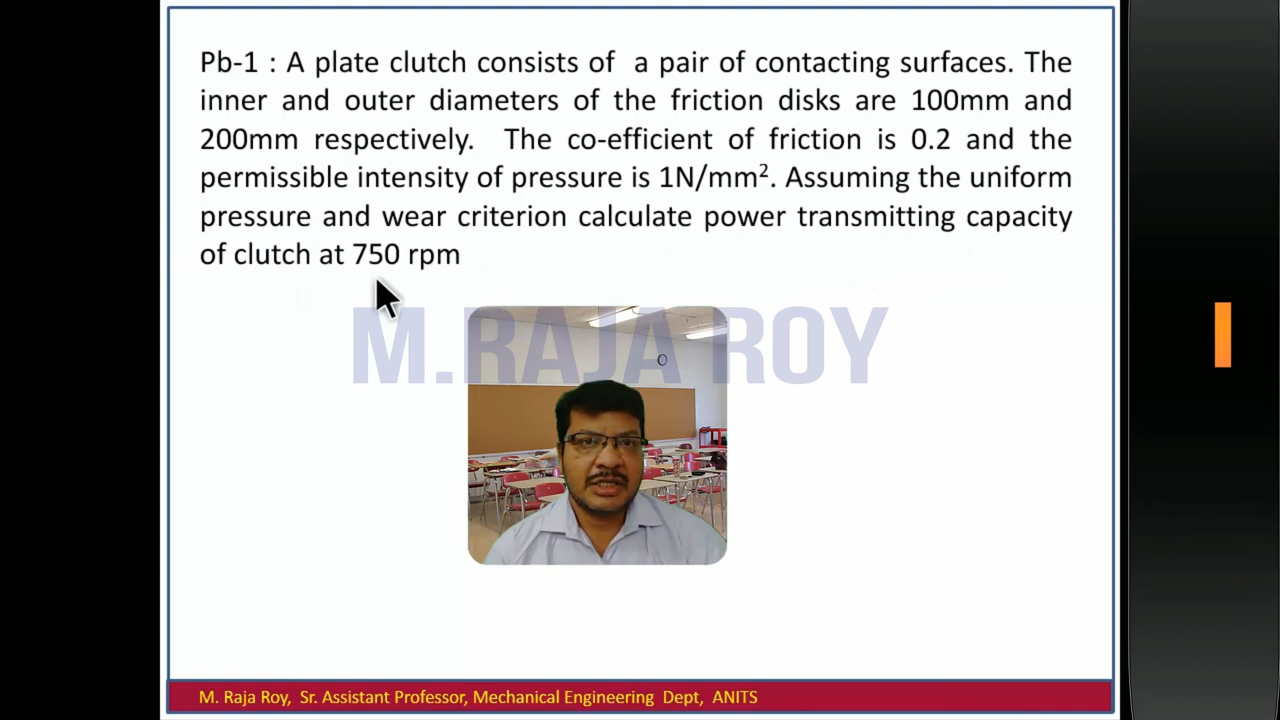 Pb-1 : A plate clutch consists of a pair of contacting surfaces. The
inner and outer diameters of the friction disks are 100mm and
200mm respectively. The co-efficient of friction is 0.2 and the
permissible intensity of pressure is 1N/mm². Assuming the uniform
pressure and wear criterion calculate power transmitting capacity
of clutch at 750 rpm
M.RAJA ROY
M. Raja Roy, Sr. Assistant Professor, Mechanical Engineering Dept, ANITS